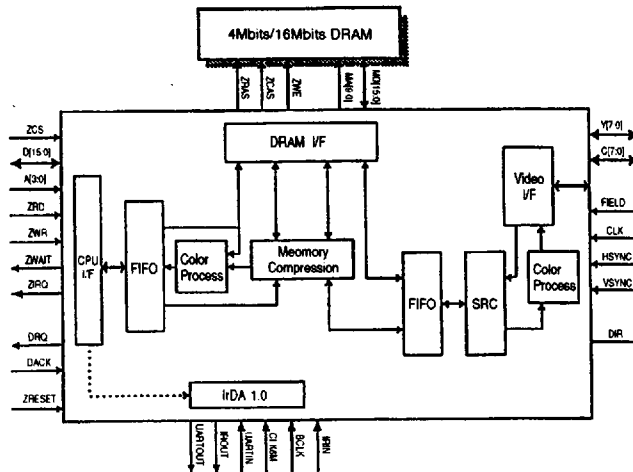 4Mbits/16Mbits DRAM
ZRAS
ZCAS
ZWE
MA[9:0]
MD[15:0]
ZCS
D[15:0]
A[3:0]
ZRD
ZWR
ZWAIT
ZIRQ
DRQ
DACK
ZRESET
DRAM I/F
CPU I/F
FIFO
Color Process
Meomory Compression
FIFO
SRC
Video I/F
Color Process
IrDA 1.0
Y[7:0]
C[7:0]
FIELD
CLK
HSYNC
VSYNC
DIR
UARTOUT
IROUT
UARTIN
BCLK
IRIN